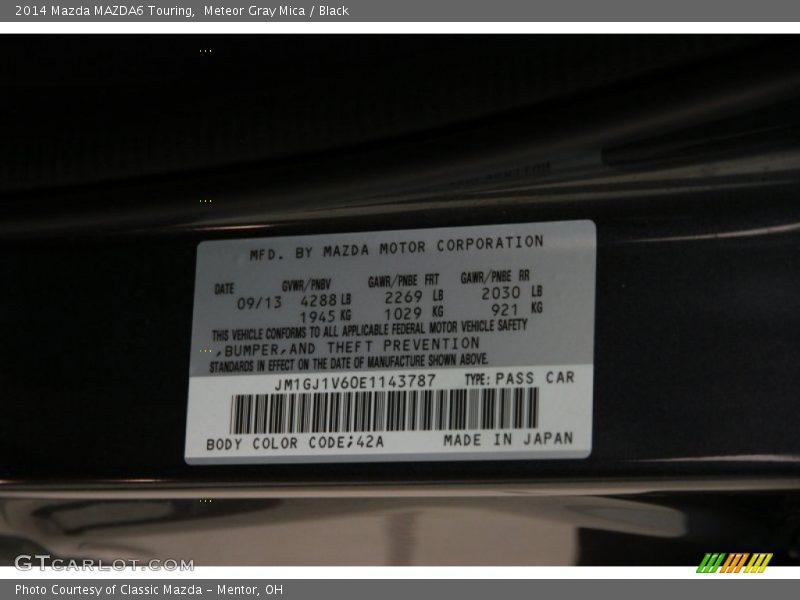 2014 Mazda MAZDA6 Touring,  Meteor Gray Mica / Black
MFD. BY MAZDA MOTOR CORPORATION
DATE GVWR/PNBV GAWR/PNBE FRT GAWR/PNBE RR
09/13 4288 LB 2269 LB 2030 LB
1945 KG 1029 KG 921 KG
THIS VEHICLE CONFORMS TO ALL APPLICABLE FEDERAL MOTOR VEHICLE SAFETY
,BUMPER,AND THEFT PREVENTION
STANDARDS IN EFFECT ON THE DATE OF MANUFACTURE SHOWN ABOVE.
JM1GJ1V60E1143787 TYPE: PASS CAR
BODY COLOR CODE;42A MADE IN JAPAN
GTCARLOT.COM
Photo Courtesy of Classic Mazda - Mentor, OH